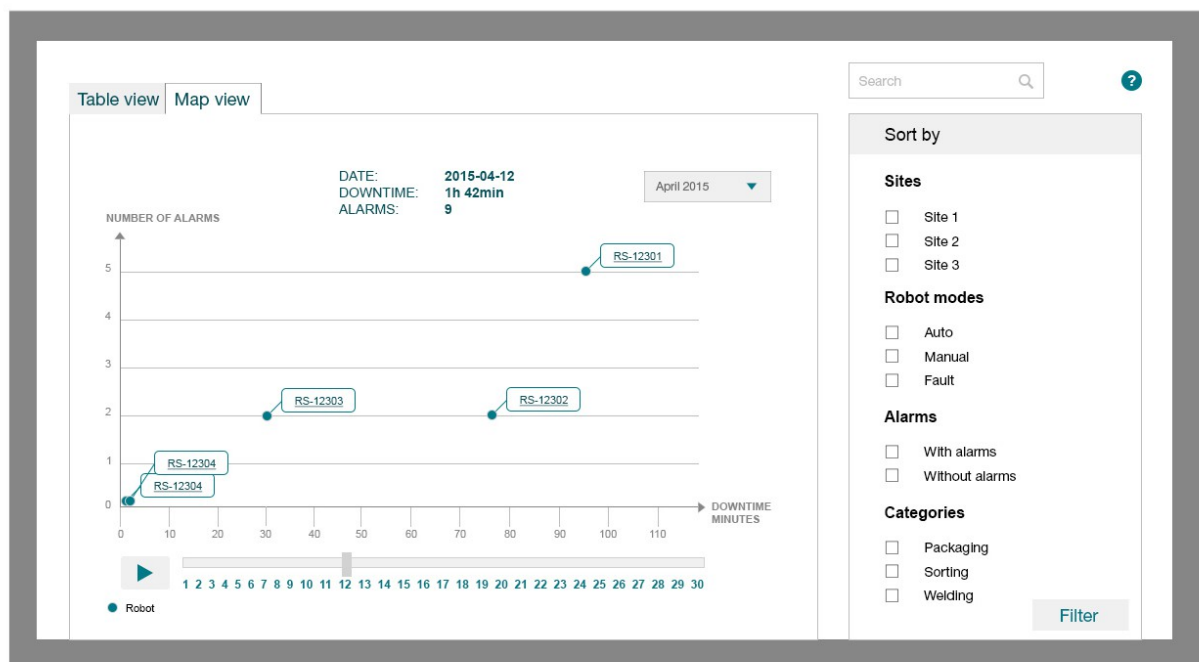 Table view
Map view
Search
?
DATE: 2015-04-12
DOWNTIME: 1h 42min
ALARMS: 9
April 2015
NUMBER OF ALARMS
5
4
3
2
1
0
RS-12301
RS-12303
RS-12302
RS-12304
RS-12304
0 10 20 30 40 50 60 70 80 90 100 110
DOWNTIME
MINUTES
1 2 3 4 5 6 7 8 9 10 11 12 13 14 15 16 17 18 19 20 21 22 23 24 25 26 27 28 29 30
Robot
Sort by
Sites
Site 1
Site 2
Site 3
Robot modes
Auto
Manual
Fault
Alarms
With alarms
Without alarms
Categories
Packaging
Sorting
Welding
Filter